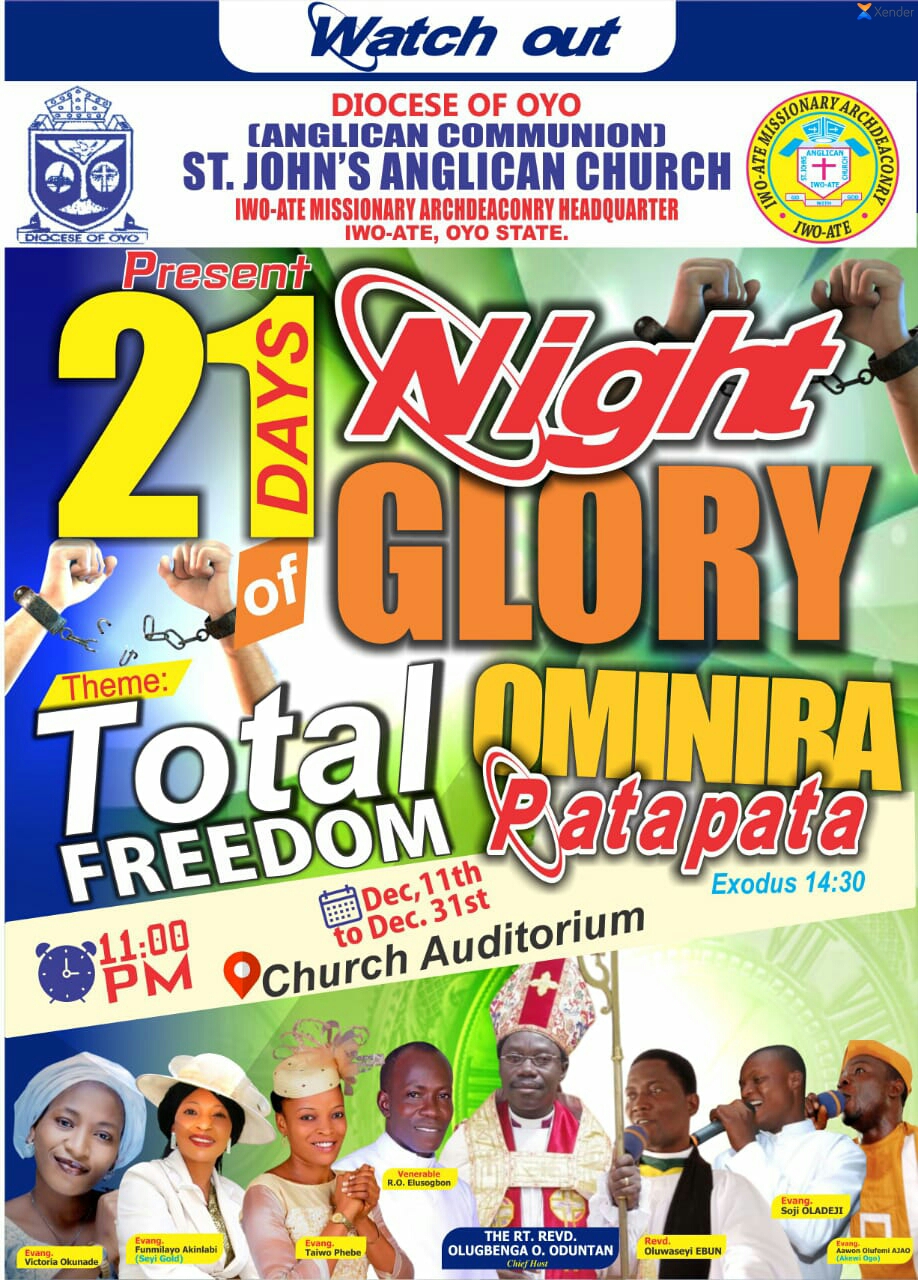 Xender
Watch out
DIOCESE OF OYO
(ANGLICAN COMMUNION)
ST. JOHN'S ANGLICAN CHURCH
IWO-ATE MISSIONARY ARCHDEACONRY HEADQUARTER
IWO-ATE, OYO STATE.
DIOCESE OF OYO
IWO-ATE MISSIONARY ARCHDEACONRY
ANGLICAN
ST. JOHN'S
CHURCH
IWO-ATE
GOD
WITH
IWO-ATE
Present
21 DAYS
of
Night
GLORY
Theme:
Total
FREEDOM
OMINIRA
Patapata
Exodus 14:30
11:00
PM
Dec,11th
to Dec. 31st
Church Auditorium
Evang.
Victoria Okunade
Evang.
Funmilayo Akinlabi
(Seyi Gold)
Evang.
Taiwo Phebe
Venerable
R.O. Elusogbon
THE RT. REVD.
OLUGBENGA O. ODUNTAN
Chief Host
Revd.
Oluwaseyi EBUN
Evang.
Soji OLADEJI
Evang.
Aawon Olufemi AJAO
(Akewi Ogo)